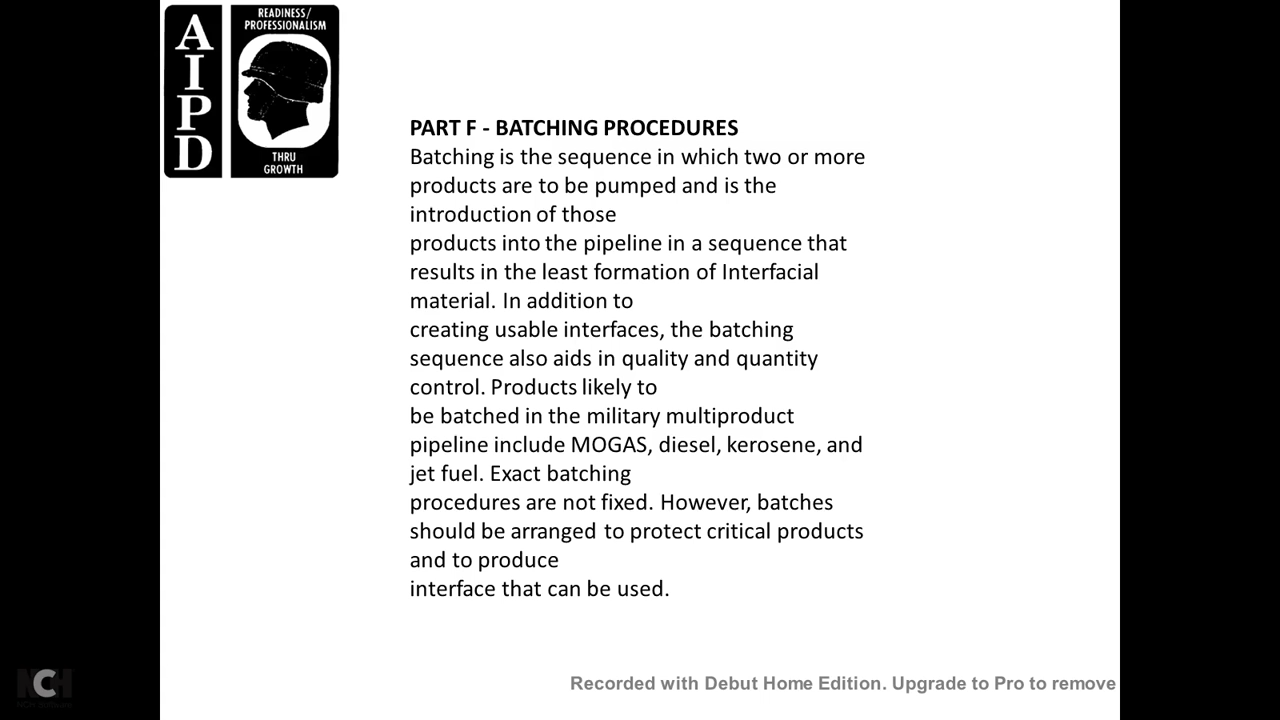 A
I
P
D
READINESS/
PROFESSIONALISM
THRU
GROWTH
PART F - BATCHING PROCEDURES
Batching is the sequence in which two or more
products are to be pumped and is the
introduction of those
products into the pipeline in a sequence that
results in the least formation of Interfacial
material. In addition to
creating usable interfaces, the batching
sequence also aids in quality and quantity
control. Products likely to
be batched in the military multiproduct
pipeline include MOGAS, diesel, kerosene, and
jet fuel. Exact batching
procedures are not fixed. However, batches
should be arranged to protect critical products
and to produce
interface that can be used.
NCH
NCH Software
Recorded with Debut Home Edition. Upgrade to Pro to remove